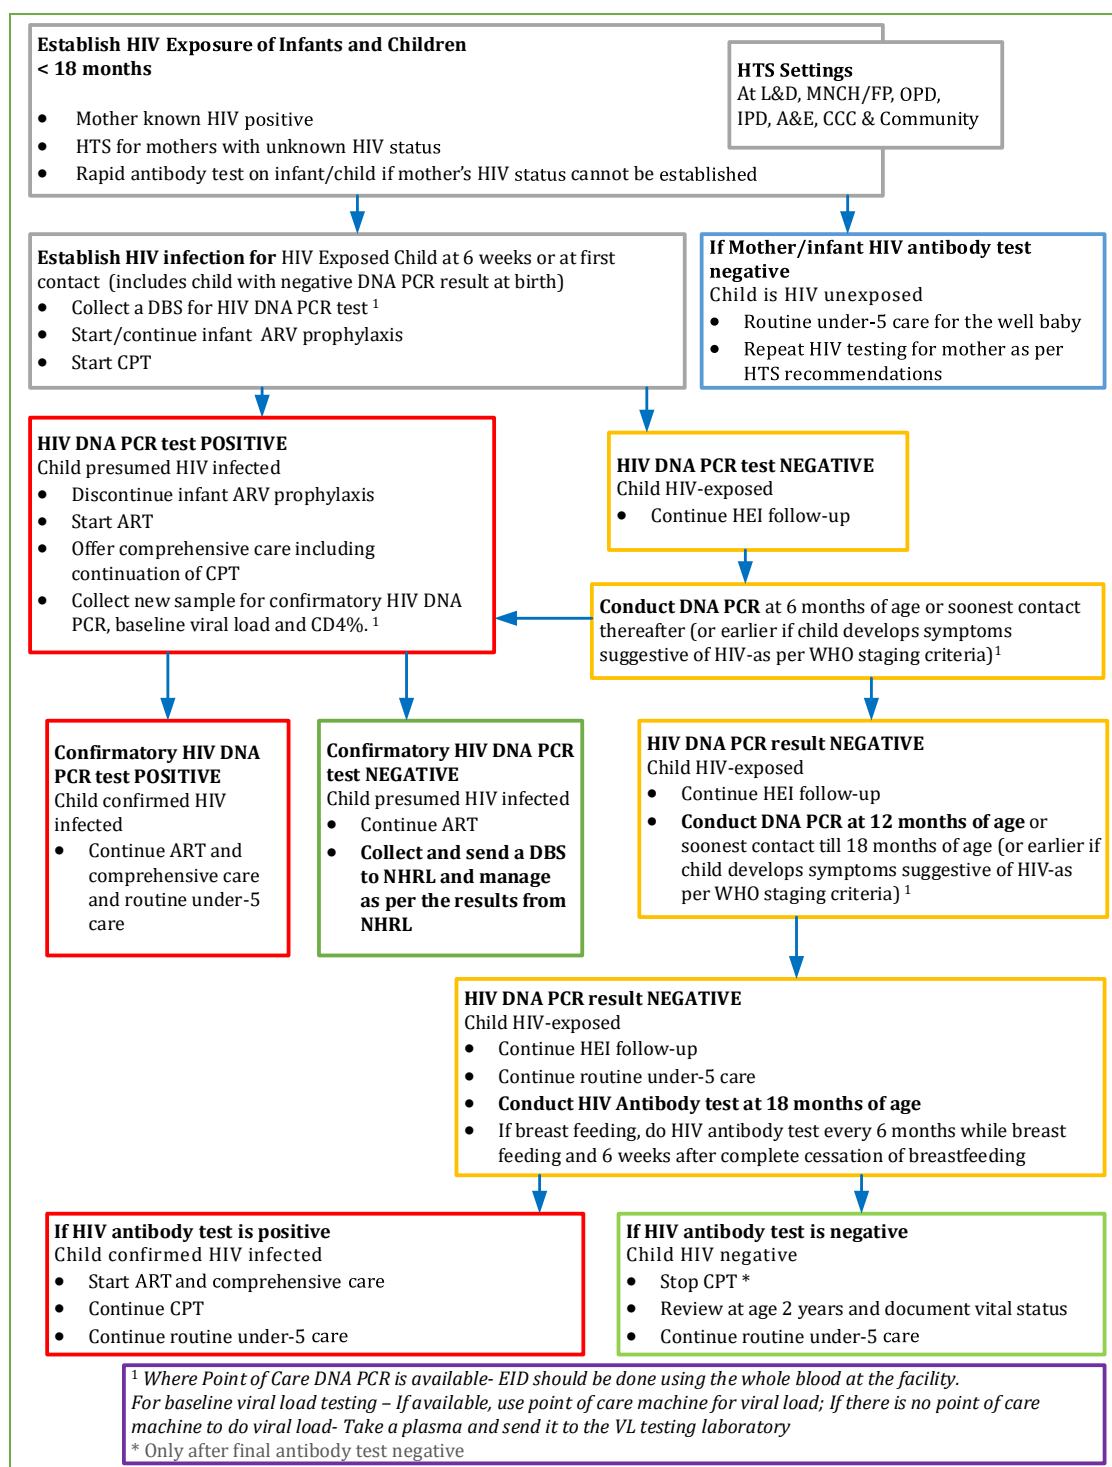 Establish HIV Exposure of Infants and Children
< 18 months
• Mother known HIV positive
• HTS for mothers with unknown HIV status
• Rapid antibody test on infant/child if mother's HIV status cannot be established
HTS Settings
At L&D, MNCH/FP, OPD,
IPD, A&E, CCC & Community
Establish HIV infection for HIV Exposed Child at 6 weeks or at first
contact (includes child with negative DNA PCR result at birth)
• Collect a DBS for HIV DNA PCR test 1
• Start/continue infant ARV prophylaxis
• Start CPT
If Mother/infant HIV antibody test
negative
Child is HIV unexposed
• Routine under-5 care for the well baby
• Repeat HIV testing for mother as per
HTS recommendations
HIV DNA PCR test POSITIVE
Child presumed HIV infected
• Discontinue infant ARV prophylaxis
• Start ART
• Offer comprehensive care including
continuation of CPT
• Collect new sample for confirmatory HIV DNA
PCR, baseline viral load and CD4%. 1
HIV DNA PCR test NEGATIVE
Child HIV-exposed
• Continue HEI follow-up
Conduct DNA PCR at 6 months of age or soonest contact
thereafter (or earlier if child develops symptoms
suggestive of HIV-as per WHO staging criteria)1
Confirmatory HIV DNA
PCR test POSITIVE
Child confirmed HIV
infected
• Continue ART and
comprehensive care
and routine under-5
care
Confirmatory HIV DNA PCR
test NEGATIVE
Child presumed HIV infected
• Continue ART
• Collect and send a DBS
to NHRL and manage
as per the results from
NHRL
HIV DNA PCR result NEGATIVE
Child HIV-exposed
• Continue HEI follow-up
• Conduct DNA PCR at 12 months of age or
soonest contact till 18 months of age (or earlier if
child develops symptoms suggestive of HIV-as
per WHO staging criteria) 1
HIV DNA PCR result NEGATIVE
Child HIV-exposed
• Continue HEI follow-up
• Continue routine under-5 care
• Conduct HIV Antibody test at 18 months of age
• If breast feeding, do HIV antibody test every 6 months while breast
feeding and 6 weeks after complete cessation of breastfeeding
If HIV antibody test is positive
Child confirmed HIV infected
• Start ART and comprehensive care
• Continue CPT
• Continue routine under-5 care
If HIV antibody test is negative
Child HIV negative
• Stop CPT *
• Review at age 2 years and document vital status
• Continue routine under-5 care
1 Where Point of Care DNA PCR is available- EID should be done using the whole blood at the facility.
For baseline viral load testing – If available, use point of care machine for viral load; If there is no point of care
machine to do viral load- Take a plasma and send it to the VL testing laboratory
* Only after final antibody test negative